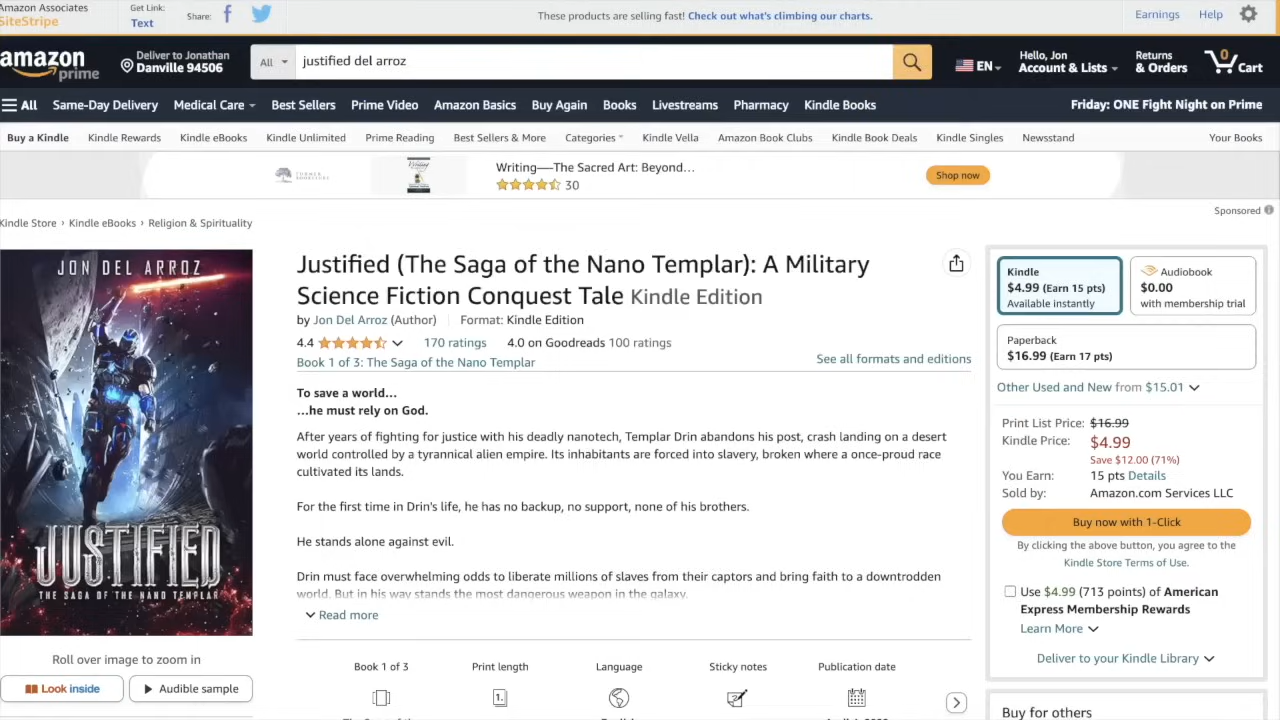 Amazon Associates
SiteStripe
Get Link:
Text
Share:
These products are selling fast! Check out what's climbing our charts.
Earnings
Help
amazon
prime
Deliver to Jonathan
Danville 94506
All
justified del arroz
EN
Hello, Jon
Account & Lists
Returns
& Orders
0
Cart
All
Same-Day Delivery
Medical Care
Best Sellers
Prime Video
Amazon Basics
Buy Again
Books
Livestreams
Pharmacy
Kindle Books
Friday: ONE Fight Night on Prime
Buy a Kindle
Kindle Rewards
Kindle eBooks
Kindle Unlimited
Prime Reading
Best Sellers & More
Categories
Kindle Vella
Amazon Book Clubs
Kindle Book Deals
Kindle Singles
Newsstand
Your Books
Writing—–The Sacred Art: Beyond...
30
Shop now
Sponsored
Kindle Store › Kindle eBooks › Religion & Spirituality
JON DEL ARROZ
JUSTIFIED
THE SAGA OF THE NANO TEMPLAR
Roll over image to zoom in
Look inside
Audible sample
Justified (The Saga of the Nano Templar): A Military
Science Fiction Conquest Tale Kindle Edition
by Jon Del Arroz (Author)
Format: Kindle Edition
4.4
170 ratings
4.0 on Goodreads 100 ratings
Book 1 of 3: The Saga of the Nano Templar
See all formats and editions
To save a world...
...he must rely on God.
After years of fighting for justice with his deadly nanotech, Templar Drin abandons his post, crash landing on a desert
world controlled by a tyrannical alien empire. Its inhabitants are forced into slavery, broken where a once-proud race
cultivated its lands.
For the first time in Drin's life, he has no backup, no support, none of his brothers.
He stands alone against evil.
Drin must face overwhelming odds to liberate millions of slaves from their captors and bring faith to a downtrodden
world. But in his way stands the most dangerous weapon in the galaxy.
Read more
Book 1 of 3
Print length
Language
Sticky notes
Publication date
Kindle
$4.99 (Earn 15 pts)
Available instantly
Audiobook
$0.00
with membership trial
Paperback
$16.99 (Earn 17 pts)
Other Used and New from $15.01
Print List Price: $16.99
Kindle Price: $4.99
Save $12.00 (71%)
You Earn: 15 pts Details
Sold by: Amazon.com Services LLC
Buy now with 1-Click
By clicking the above button, you agree to the
Kindle Store Terms of Use.
Use $4.99 (713 points) of American
Express Membership Rewards
Learn More
Deliver to your Kindle Library
Buy for others